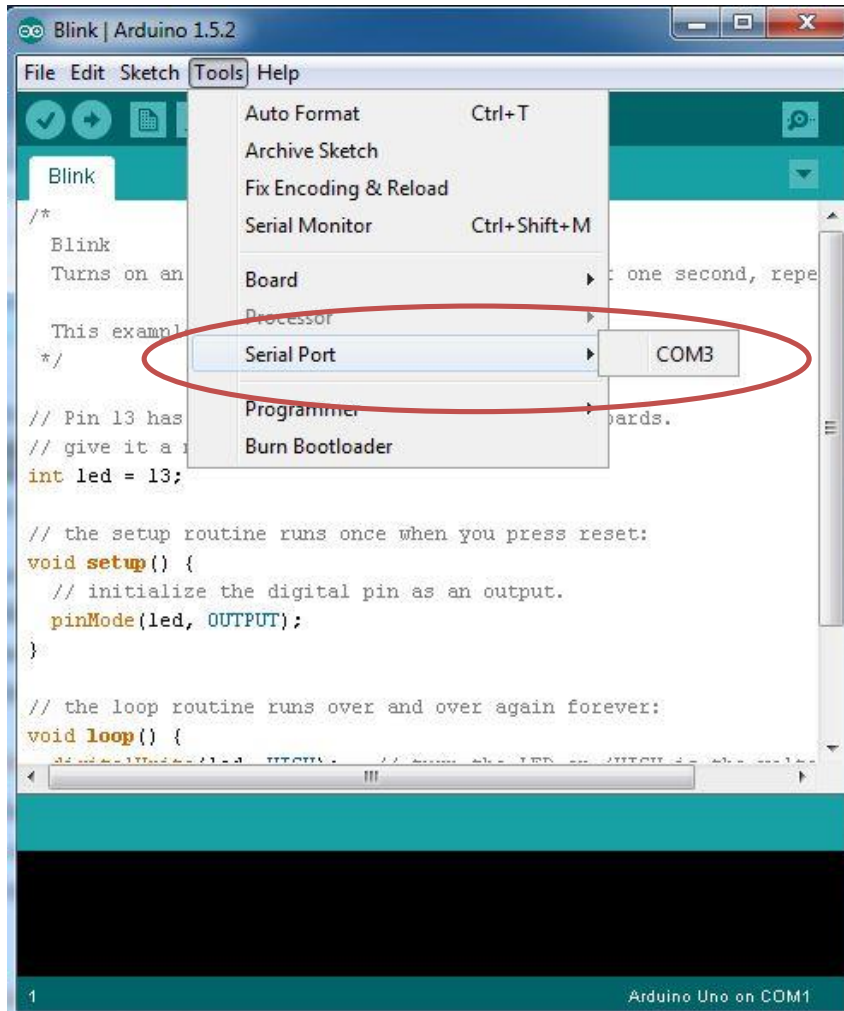 Blink | Arduino 1.5.2
File Edit Sketch Tools Help
Auto Format Ctrl+T
Archive Sketch
Fix Encoding & Reload
Serial Monitor Ctrl+Shift+M
Board
Processor
Serial Port
COM3
Programmer
Burn Bootloader
Blink
/*
Blink
Turns on an one second, repe
This exampl
*/
// Pin 13 has oards.
// give it a
int led = 13;
// the setup routine runs once when you press reset:
void setup() {
// initialize the digital pin as an output.
pinMode(led, OUTPUT);
}
// the loop routine runs over and over again forever:
void loop() {
1 Arduino Uno on COM1